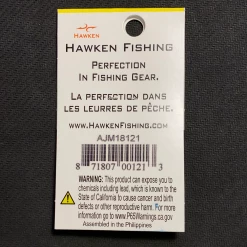 HAWKEN
HAWKEN FISHING
PERFECTION
IN FISHING GEAR.
LA PERFECTION DANS
LES LEURRES DE PÊCHE.
WWW.HAWKENFISHING.COM
AJM18121
8 71807 00121 3
WARNING: This product can expose you to
chemicals including lead, which is known to the
State of California to cause cancer and birth
defects or other reproductive harm. For more
information go to www.P65Warnings.ca.gov
Assembled in the Philippines